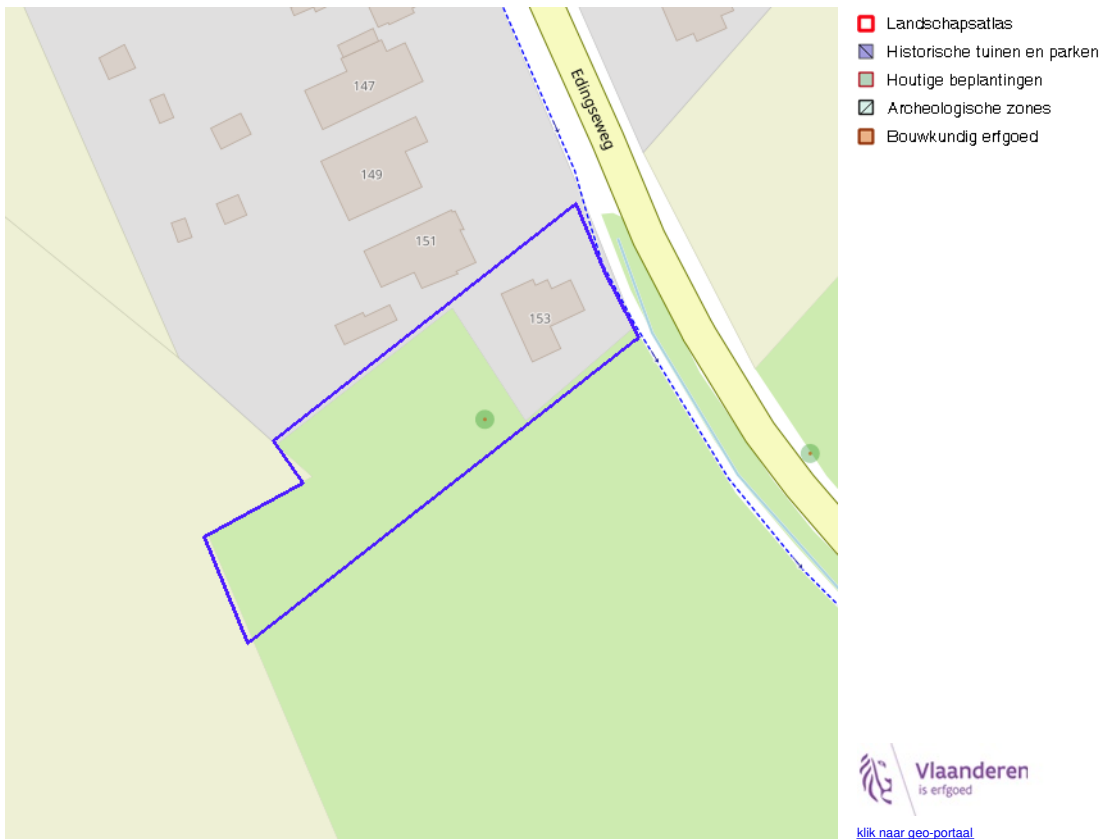 147
149
151
153
Edingseweg
Landschapsatlas
Historische tuinen en parken
Houtige beplantingen
Archeologische zones
Bouwkundig erfgoed
Vlaanderen
is erfgoed
klik naar geo-portaal